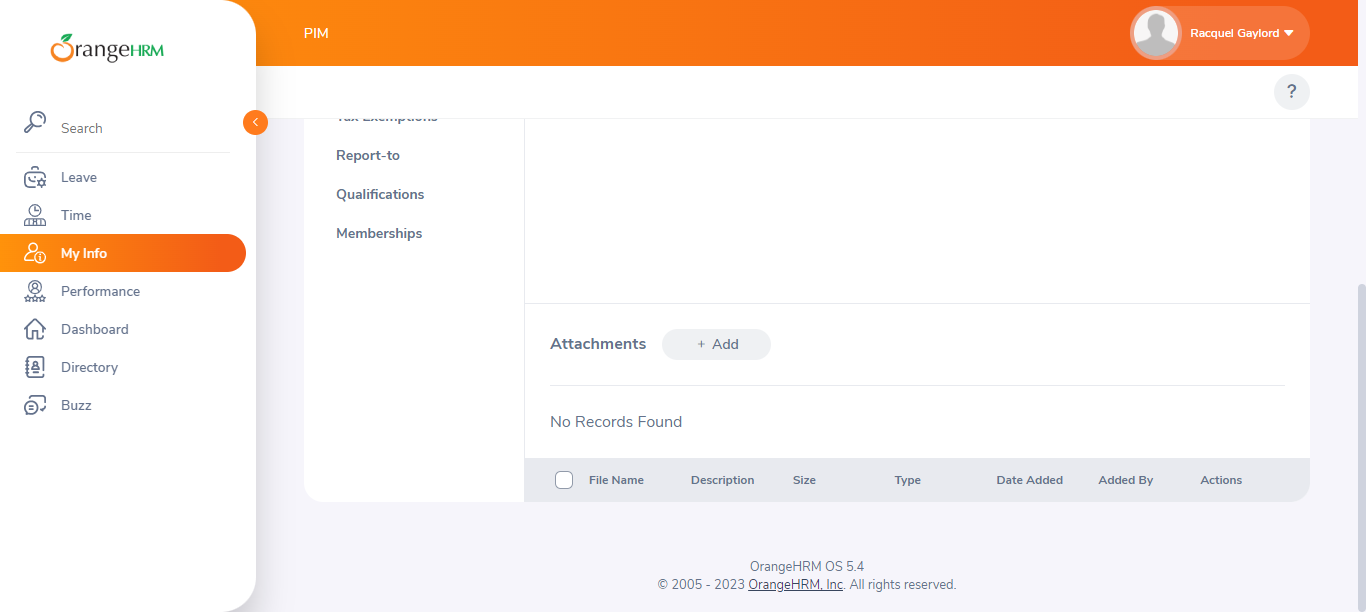 OrangeHRM
PIM
Racquel Gaylord
?
Search
Leave
Time
My Info
Performance
Dashboard
Directory
Buzz
Tax Exemptions
Report-to
Qualifications
Memberships
Attachments
+ Add
No Records Found
File Name Description Size Type Date Added Added By Actions
OrangeHRM OS 5.4
© 2005 - 2023 OrangeHRM, Inc. All rights reserved.